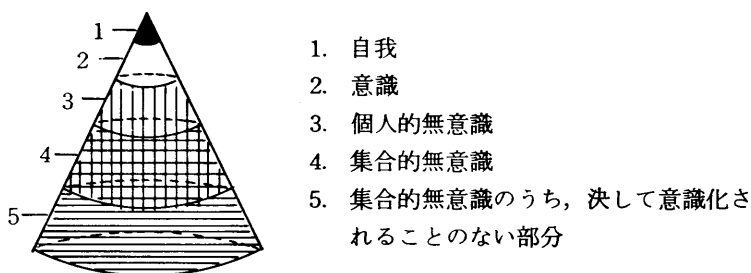 1
2
3
4
5
1. 自我
2. 意識
3. 個人的無意識
4. 集合的無意識
5. 集合的無意識のうち，決して意識化さ
れることのない部分